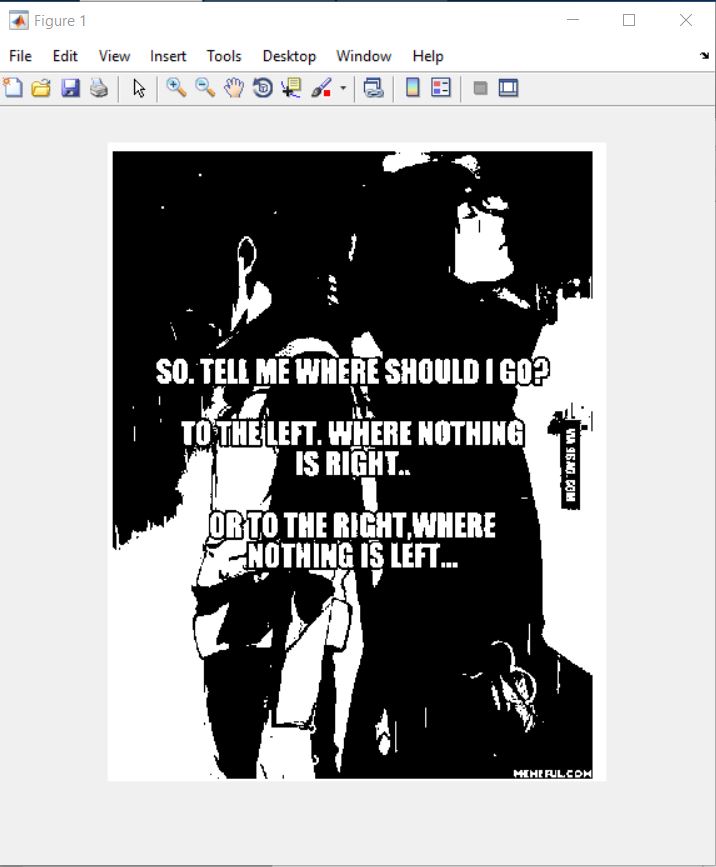 Figure 1
File Edit View Insert Tools Desktop Window Help
SO. TELL ME WHERE SHOULD I GO?
TO THE LEFT. WHERE NOTHING
IS RIGHT..
OR TO THE RIGHT,WHERE
NOTHING IS LEFT...
VIA 9GAG.COM
MEMEFUL.COM